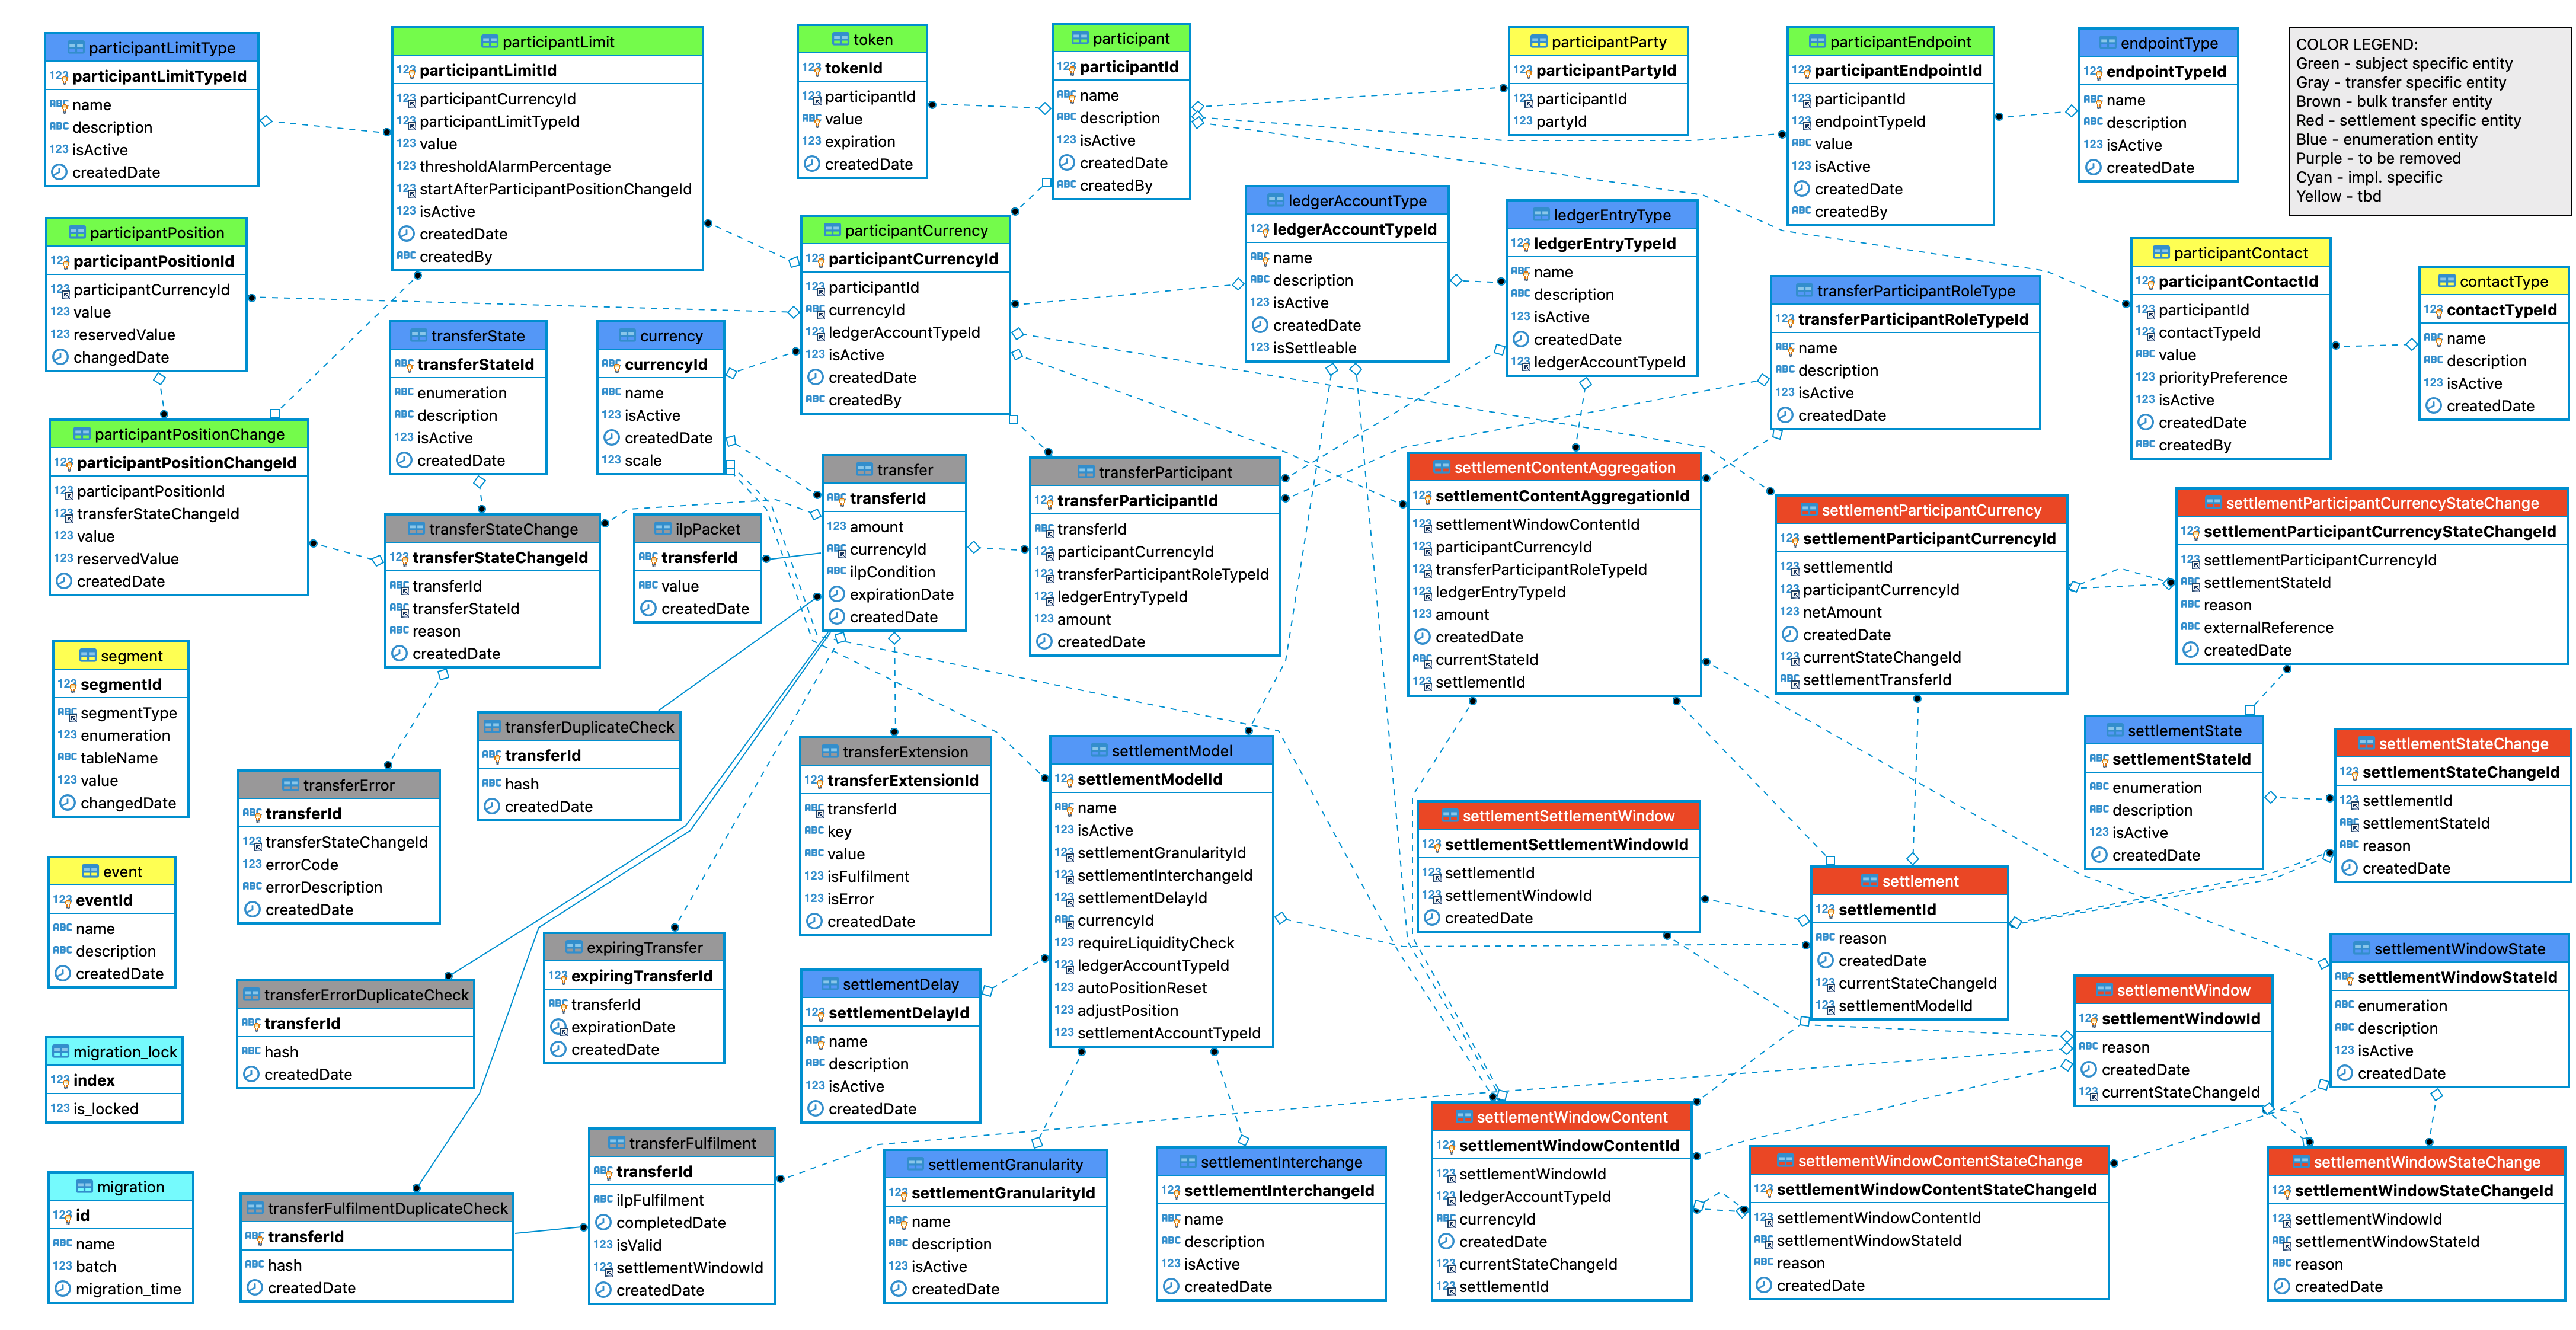 participantLimitType
participantLimitTypeId
name
description
isActive
createdDate
participantLimit
participantLimitId
participantCurrencyId
participantLimitTypeId
value
thresholdAlarmPercentage
startAfterParticipantPositionChangeId
isActive
createdDate
createdBy
token
tokenId
participantId
value
expiration
createdDate
participant
participantId
name
description
isActive
createdDate
createdBy
participantParty
participantPartyId
participantId
partyId
participantEndpoint
participantEndpointId
participantId
endpointTypeId
value
isActive
createdDate
createdBy
endpointType
endpointTypeId
name
description
isActive
createdDate
COLOR LEGEND:
Green - subject specific entity
Gray - transfer specific entity
Brown - bulk transfer entity
Red - settlement specific entity
Blue - enumeration entity
Purple - to be removed
Cyan - impl. specific
Yellow - tbd
participantPosition
participantPositionId
participantCurrencyId
value
reservedValue
changedDate
participantCurrency
participantCurrencyId
participantId
currencyId
ledgerAccountTypeId
isActive
createdDate
createdBy
ledgerAccountType
ledgerAccountTypeId
name
description
isActive
createdDate
isSettleable
ledgerEntryType
ledgerEntryTypeId
name
description
isActive
createdDate
ledgerAccountTypeId
transferParticipantRoleType
transferParticipantRoleTypeId
name
description
isActive
createdDate
participantContact
participantContactId
participantId
contactTypeId
value
priorityPreference
isActive
createdDate
createdBy
contactType
contactTypeId
name
description
isActive
createdDate
transferState
transferStateId
enumeration
description
isActive
createdDate
currency
currencyId
name
isActive
createdDate
scale
participantPositionChange
participantPositionChangeId
participantPositionId
transferStateChangeId
value
reservedValue
createdDate
transferStateChange
transferStateChangeId
transferId
transferStateId
reason
createdDate
ilpPacket
transferId
value
createdDate
transfer
transferId
amount
currencyId
ilpCondition
expirationDate
createdDate
transferParticipant
transferParticipantId
transferId
participantCurrencyId
transferParticipantRoleTypeId
ledgerEntryTypeId
amount
createdDate
settlementContentAggregation
settlementContentAggregationId
settlementWindowContentId
participantCurrencyId
transferParticipantRoleTypeId
ledgerEntryTypeId
amount
createdDate
currentStateId
settlementId
settlementParticipantCurrency
settlementParticipantCurrencyId
settlementId
participantCurrencyId
netAmount
createdDate
currentStateChangeId
settlementTransferId
settlementParticipantCurrencyStateChange
settlementParticipantCurrencyStateChangeId
settlementParticipantCurrencyId
settlementStateId
reason
externalReference
createdDate
segment
segmentId
segmentType
enumeration
tableName
value
changedDate
transferError
transferId
transferStateChangeId
errorCode
errorDescription
createdDate
transferDuplicateCheck
transferId
hash
createdDate
transferExtension
transferExtensionId
transferId
key
value
isFulfilment
isError
createdDate
settlementModel
settlementModelId
name
isActive
settlementGranularityId
settlementInterchangeId
settlementDelayId
currencyId
requireLiquidityCheck
ledgerAccountTypeId
autoPositionReset
adjustPosition
settlementAccountTypeId
settlementSettlementWindow
settlementSettlementWindowId
settlementId
settlementWindowId
createdDate
settlement
settlementId
reason
createdDate
currentStateChangeId
settlementModelId
settlementState
settlementStateId
enumeration
description
isActive
createdDate
settlementStateChange
settlementStateChangeId
settlementId
settlementStateId
reason
createdDate
event
eventId
name
description
createdDate
transferErrorDuplicateCheck
transferId
hash
createdDate
expiringTransfer
expiringTransferId
transferId
expirationDate
createdDate
settlementDelay
settlementDelayId
name
description
isActive
createdDate
settlementWindow
settlementWindowId
reason
createdDate
currentStateChangeId
settlementWindowState
settlementWindowStateId
enumeration
description
isActive
createdDate
migration_lock
index
is_locked
migration
id
name
batch
migration_time
transferFulfilmentDuplicateCheck
transferId
hash
createdDate
transferFulfilment
transferId
ilpFulfilment
completedDate
isValid
settlementWindowId
createdDate
settlementGranularity
settlementGranularityId
name
description
isActive
createdDate
settlementInterchange
settlementInterchangeId
name
description
isActive
createdDate
settlementWindowContent
settlementWindowContentId
settlementWindowId
ledgerAccountTypeId
currencyId
createdDate
currentStateChangeId
settlementId
settlementWindowContentStateChange
settlementWindowContentStateChangeId
settlementWindowContentId
settlementWindowStateId
reason
createdDate
settlementWindowStateChange
settlementWindowStateChangeId
settlementWindowId
settlementWindowStateId
reason
createdDate